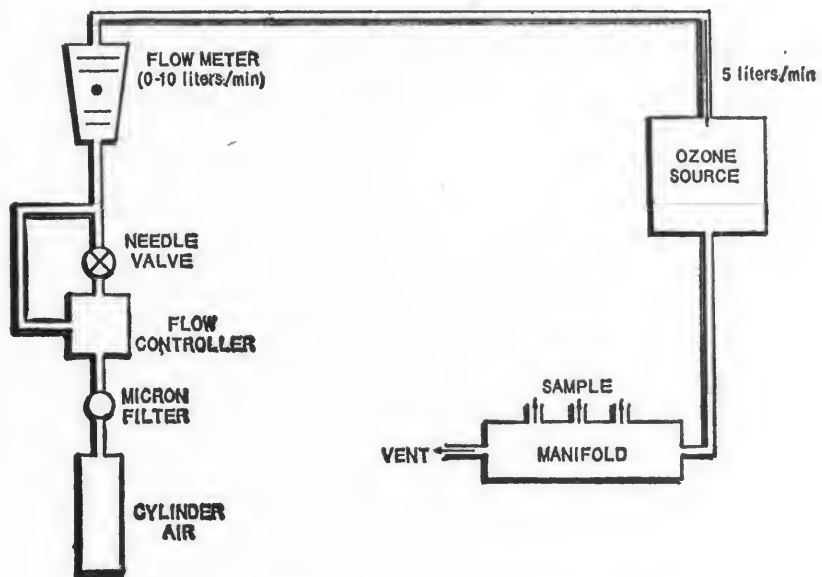 FLOW METER
(0-10 liters/min)
5 liters/min
OZONE
SOURCE
NEEDLE
VALVE
FLOW
CONTROLLER
MICRON
FILTER
SAMPLE
VENT
MANIFOLD
CYLINDER
AIR